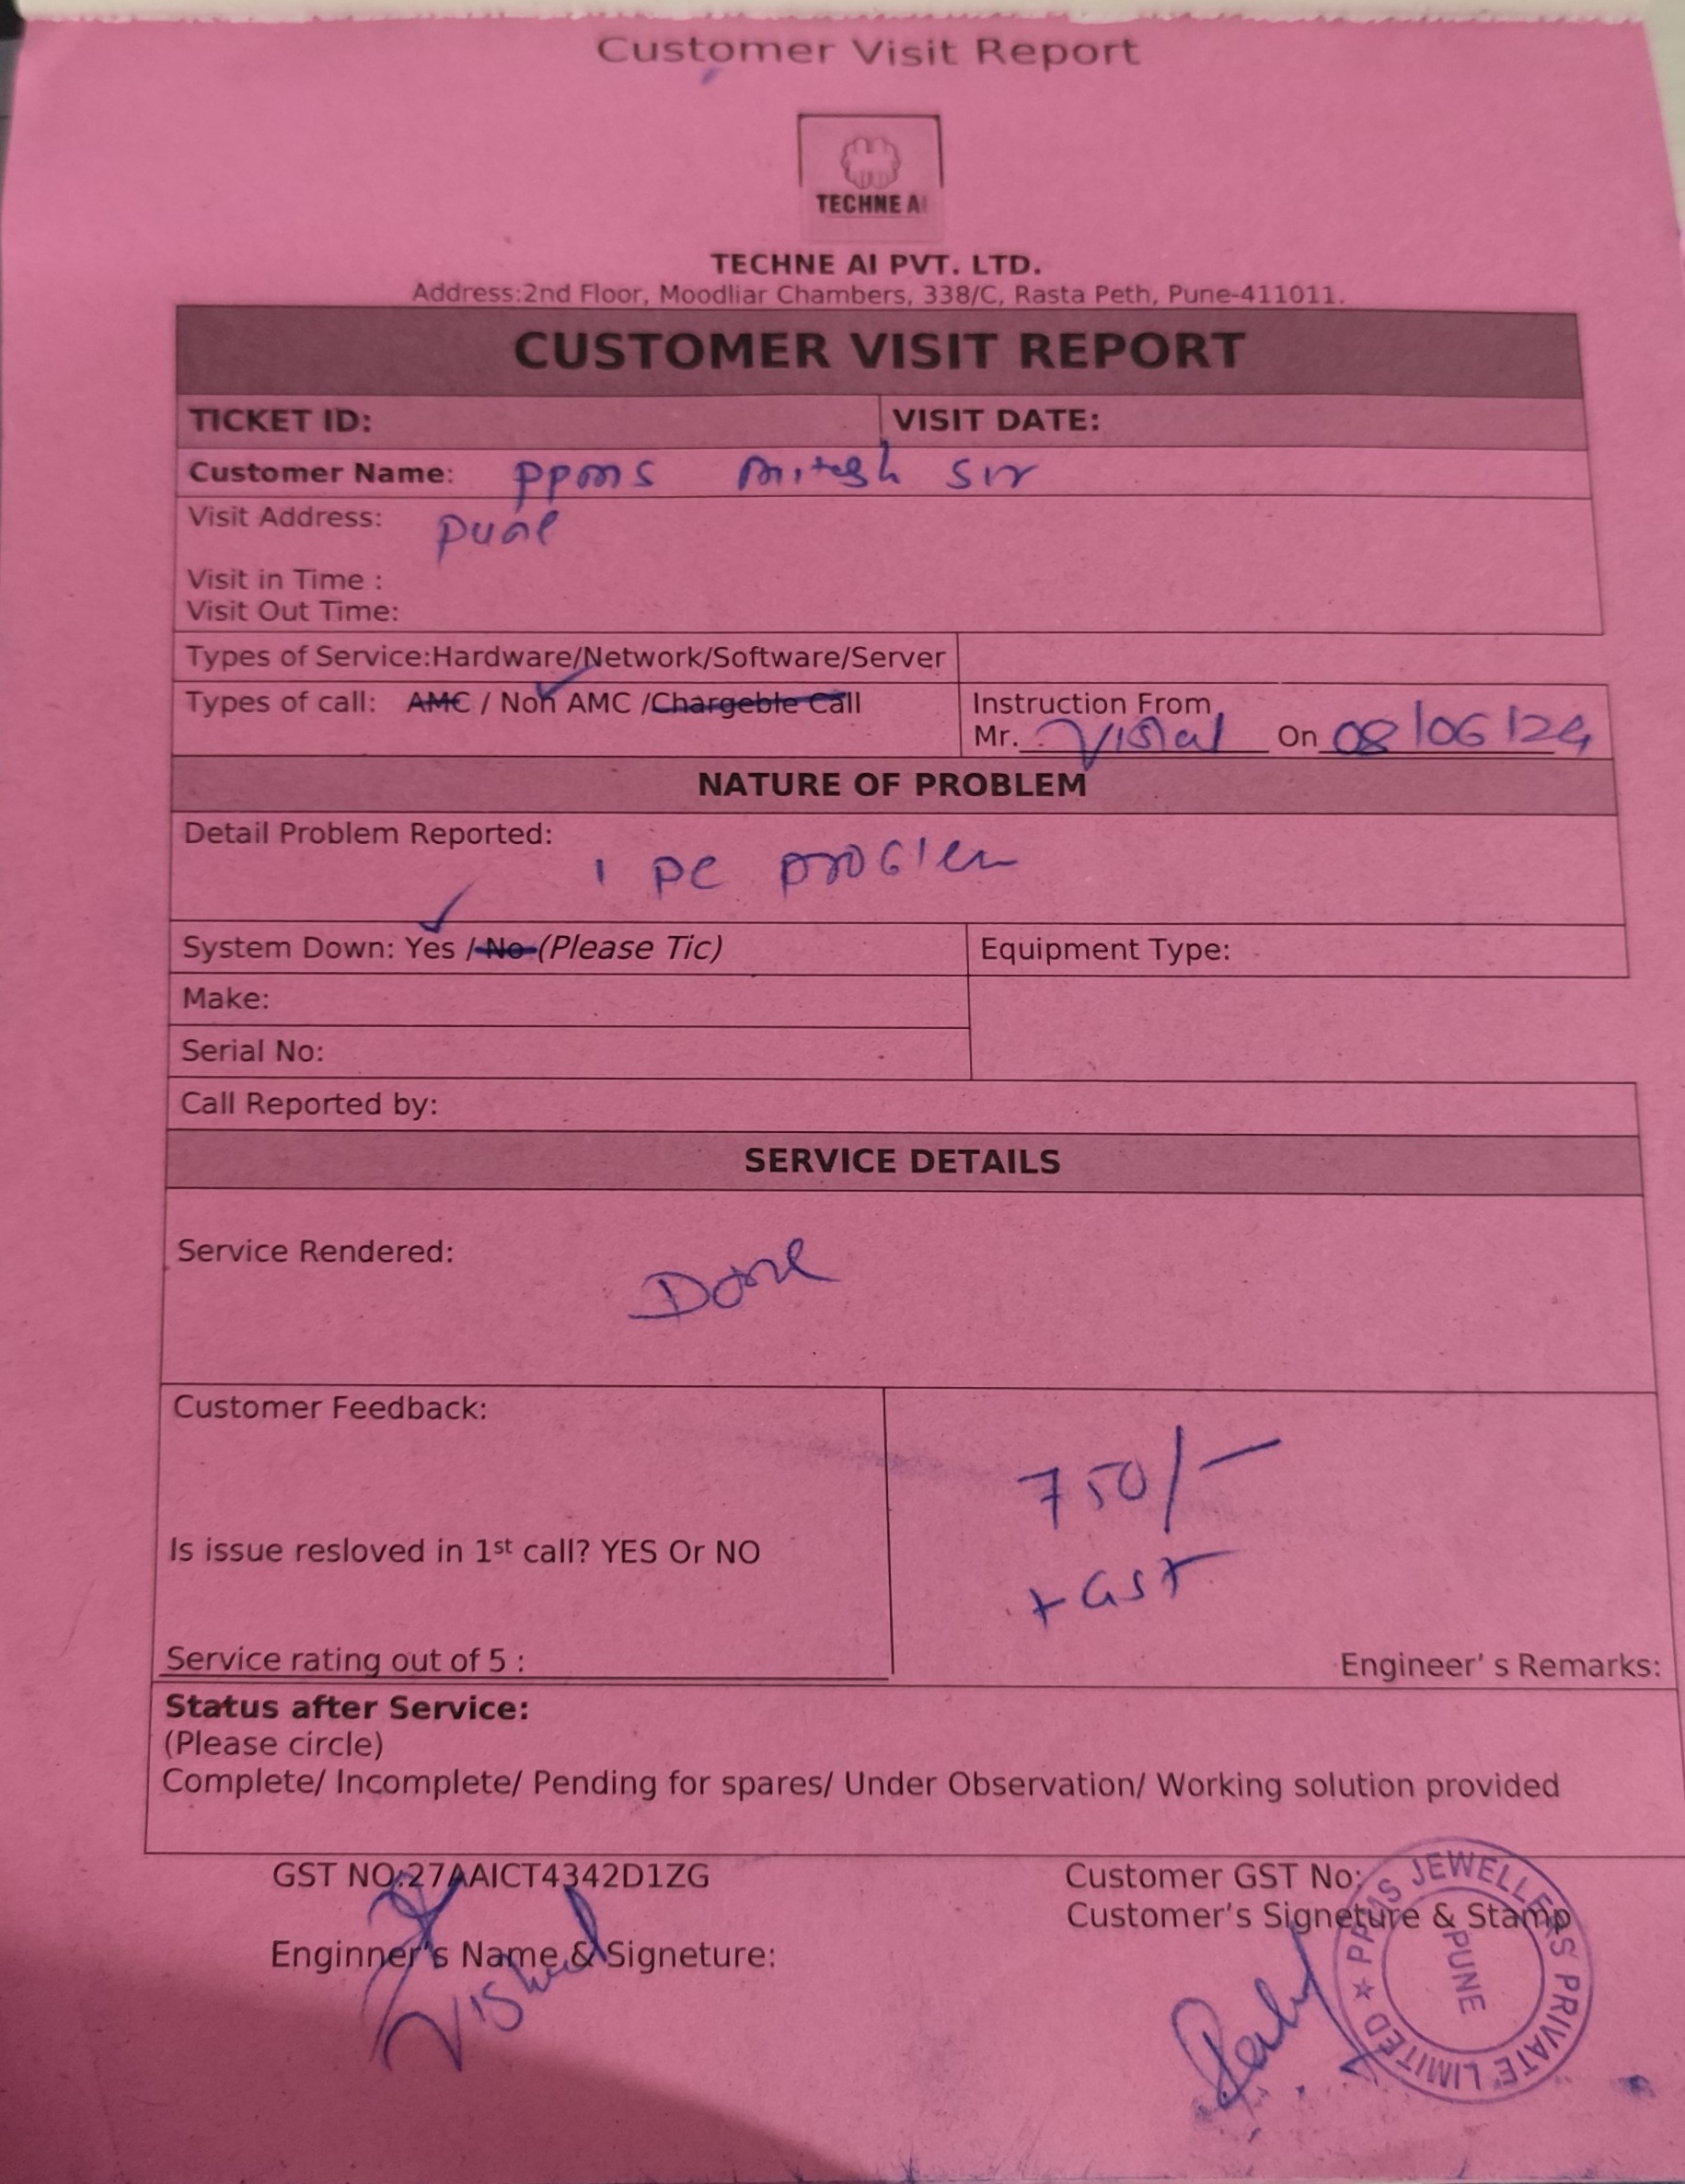 Customer Visit Report
TECHNE AI
TECHNE AI PVT. LTD.
Address:2nd Floor, Moodliar Chambers, 338/C, Rasta Peth, Pune-411011.
CUSTOMER VISIT REPORT
TICKET ID: VISIT DATE:
Customer Name: PPMS Mitesh Sir
Visit Address: Pune
Visit in Time :
Visit Out Time:
Types of Service:Hardware/Network/Software/Server
Types of call: AMC / Non AMC /Chargeble Call
Instruction From
Mr. Vishal On 08/06/24
NATURE OF PROBLEM
Detail Problem Reported:
1 PC problem
System Down: Yes / No (Please Tic) Equipment Type:
Make:
Serial No:
Call Reported by:
SERVICE DETAILS
Service Rendered:
Done
Customer Feedback:
750/-
Is issue resloved in 1st call? YES Or NO
+ GST
Service rating out of 5 : Engineer' s Remarks:
Status after Service:
(Please circle)
Complete/ Incomplete/ Pending for spares/ Under Observation/ Working solution provided
GST NO:27AAICT4342D1ZG Customer GST No:
Customer's Signeture & Stamp
Enginner's Name & Signeture:
Vishal
PPMS JEWELLERS PRIVATE LIMITED ★
PUNE